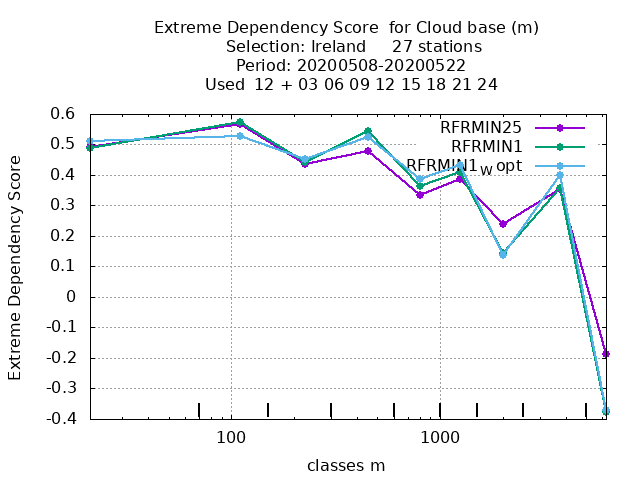 Extreme Dependency Score  for Cloud base (m)
Selection: Ireland     27 stations
Period: 20200508-20200522
Used  12 + 03 06 09 12 15 18 21 24
RFRMIN25
RFRMIN1
RFRMIN1w opt
Extreme Dependency Score
0.6
0.5
0.4
0.3
0.2
0.1
0
-0.1
-0.2
-0.3
-0.4
100
1000
classes m